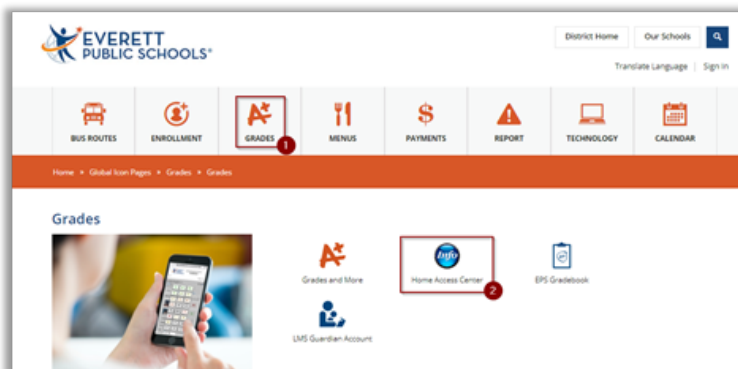 EVERETT
PUBLIC SCHOOLS®
District Home
Our Schools
Translate Language | Sign In
BUS ROUTES
ENROLLMENT
GRADES
1
MENUS
PAYMENTS
REPORT
TECHNOLOGY
CALENDAR
Home
Global Icon Pages
Grades
Grades
Grades
Grades and More
Info
Home Access Center
2
EPS Gradebook
LMS Guardian Account